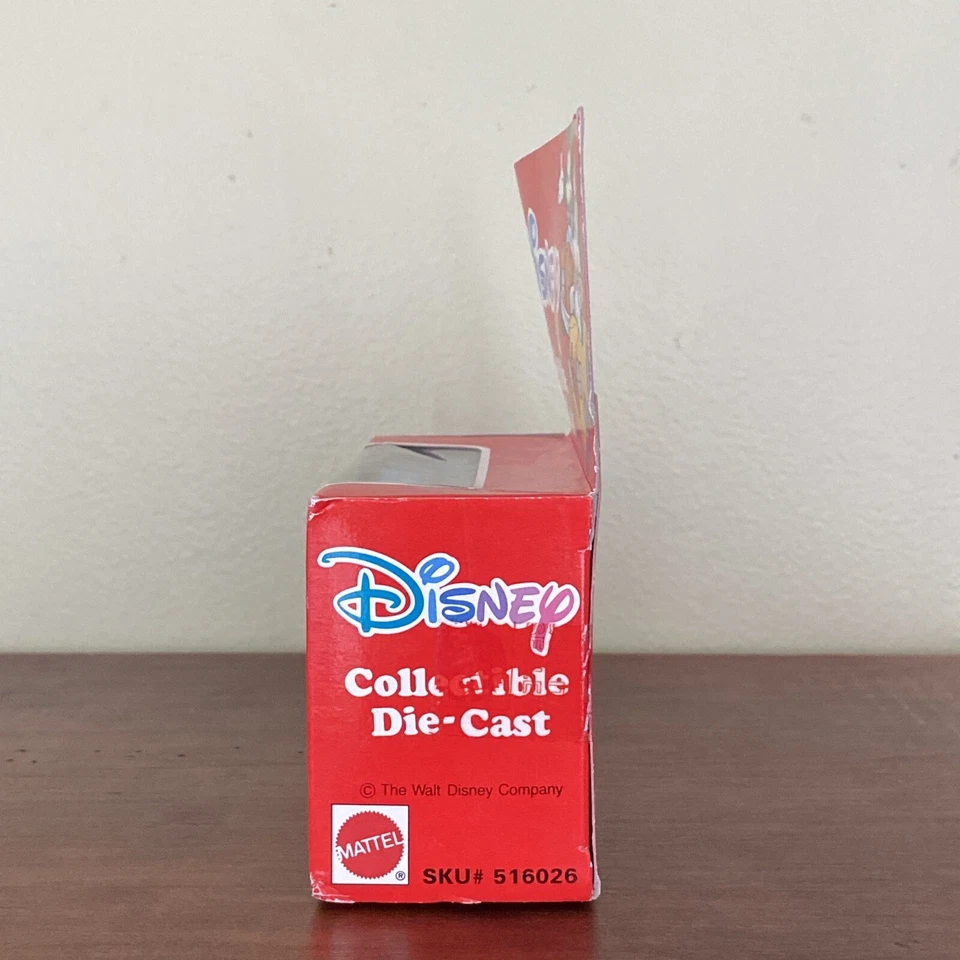 Disney
Collectible
Die-Cast
© The Walt Disney Company
MATTEL
®
SKU# 516026